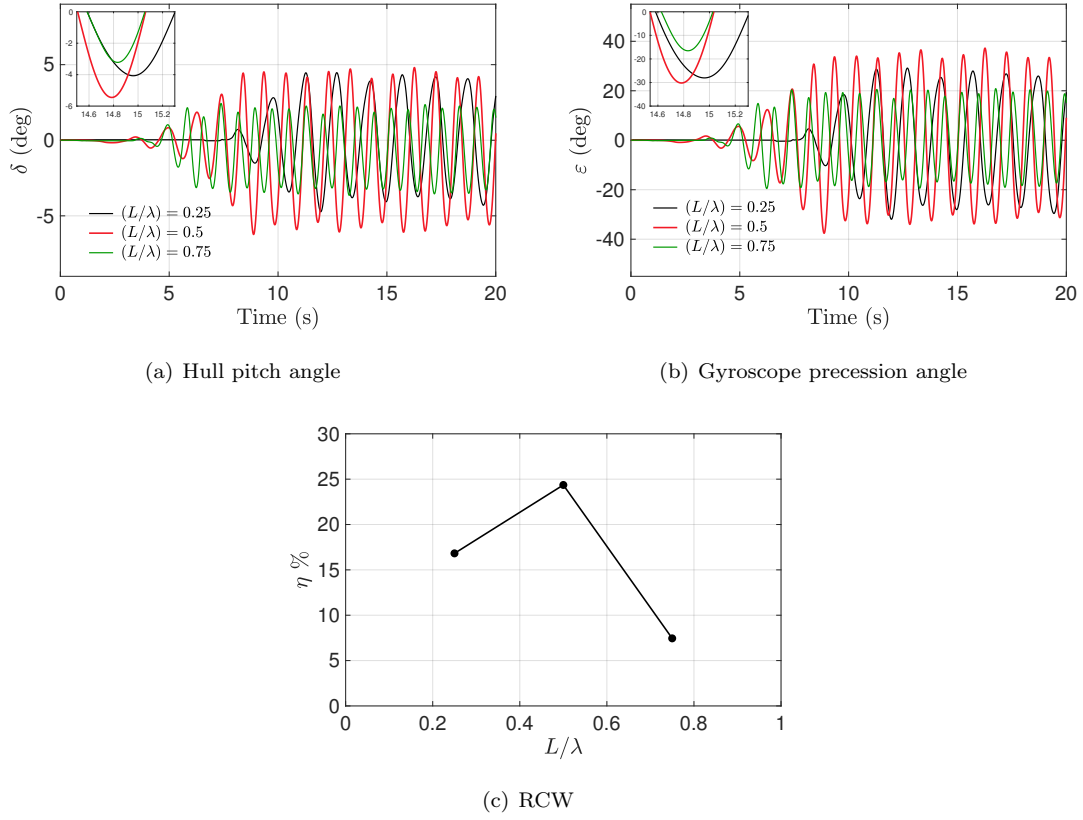 0
-2
-4
-6
14.6 14.8 15 15.2
5
0
-5
δ (deg)
(L/λ) = 0.25
(L/λ) = 0.5
(L/λ) = 0.75
0 5 10 15 20
Time (s)
(a) Hull pitch angle
0
-10
-20
-30
-40
14.6 14.8 15 15.2
40
20
0
-20
-40
ε (deg)
(L/λ) = 0.25
(L/λ) = 0.5
(L/λ) = 0.75
0 5 10 15 20
Time (s)
(b) Gyroscope precession angle
30
25
20
15
10
5
0
η %
0 0.2 0.4 0.6 0.8 1
L/λ
(c) RCW